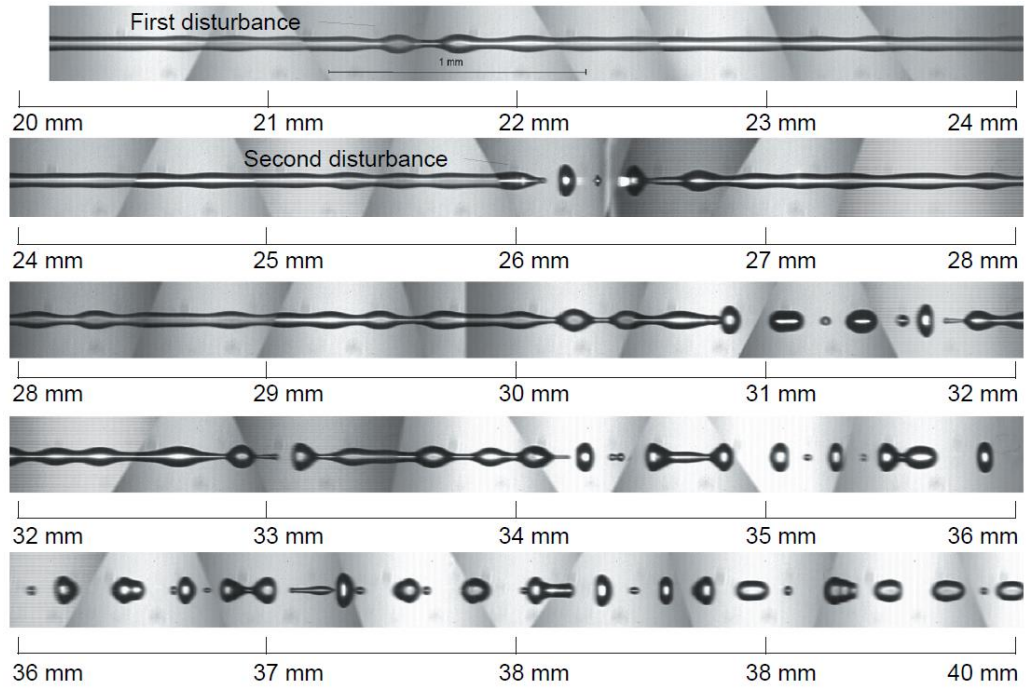 First disturbance
1 mm
20 mm 21 mm 22 mm 23 mm 24 mm
Second disturbance
24 mm 25 mm 26 mm 27 mm 28 mm
28 mm 29 mm 30 mm 31 mm 32 mm
32 mm 33 mm 34 mm 35 mm 36 mm
36 mm 37 mm 38 mm 38 mm 40 mm